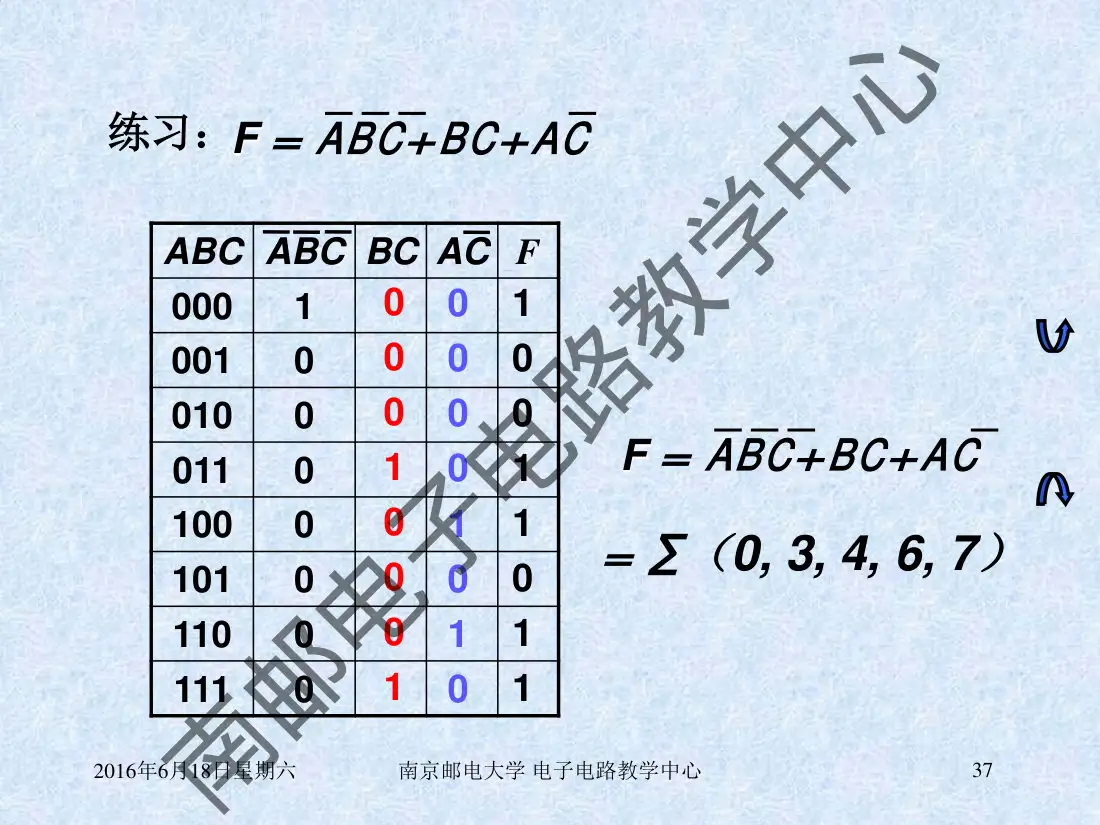 练习：F = A̅B̅C̅+BC+AC̅
ABC A̅B̅C̅ BC AC̅ F
000 1 0 0 1
001 0 0 0 0
010 0 0 0 0
011 0 1 0 1
100 0 0 1 1
101 0 0 0 0
110 0 0 1 1
111 0 1 0 1
F = A̅B̅C̅+BC+AC̅
= ∑（0, 3, 4, 6, 7）
南邮电子电路教学中心
2016年6月18日星期六 南京邮电大学 电子电路教学中心 37